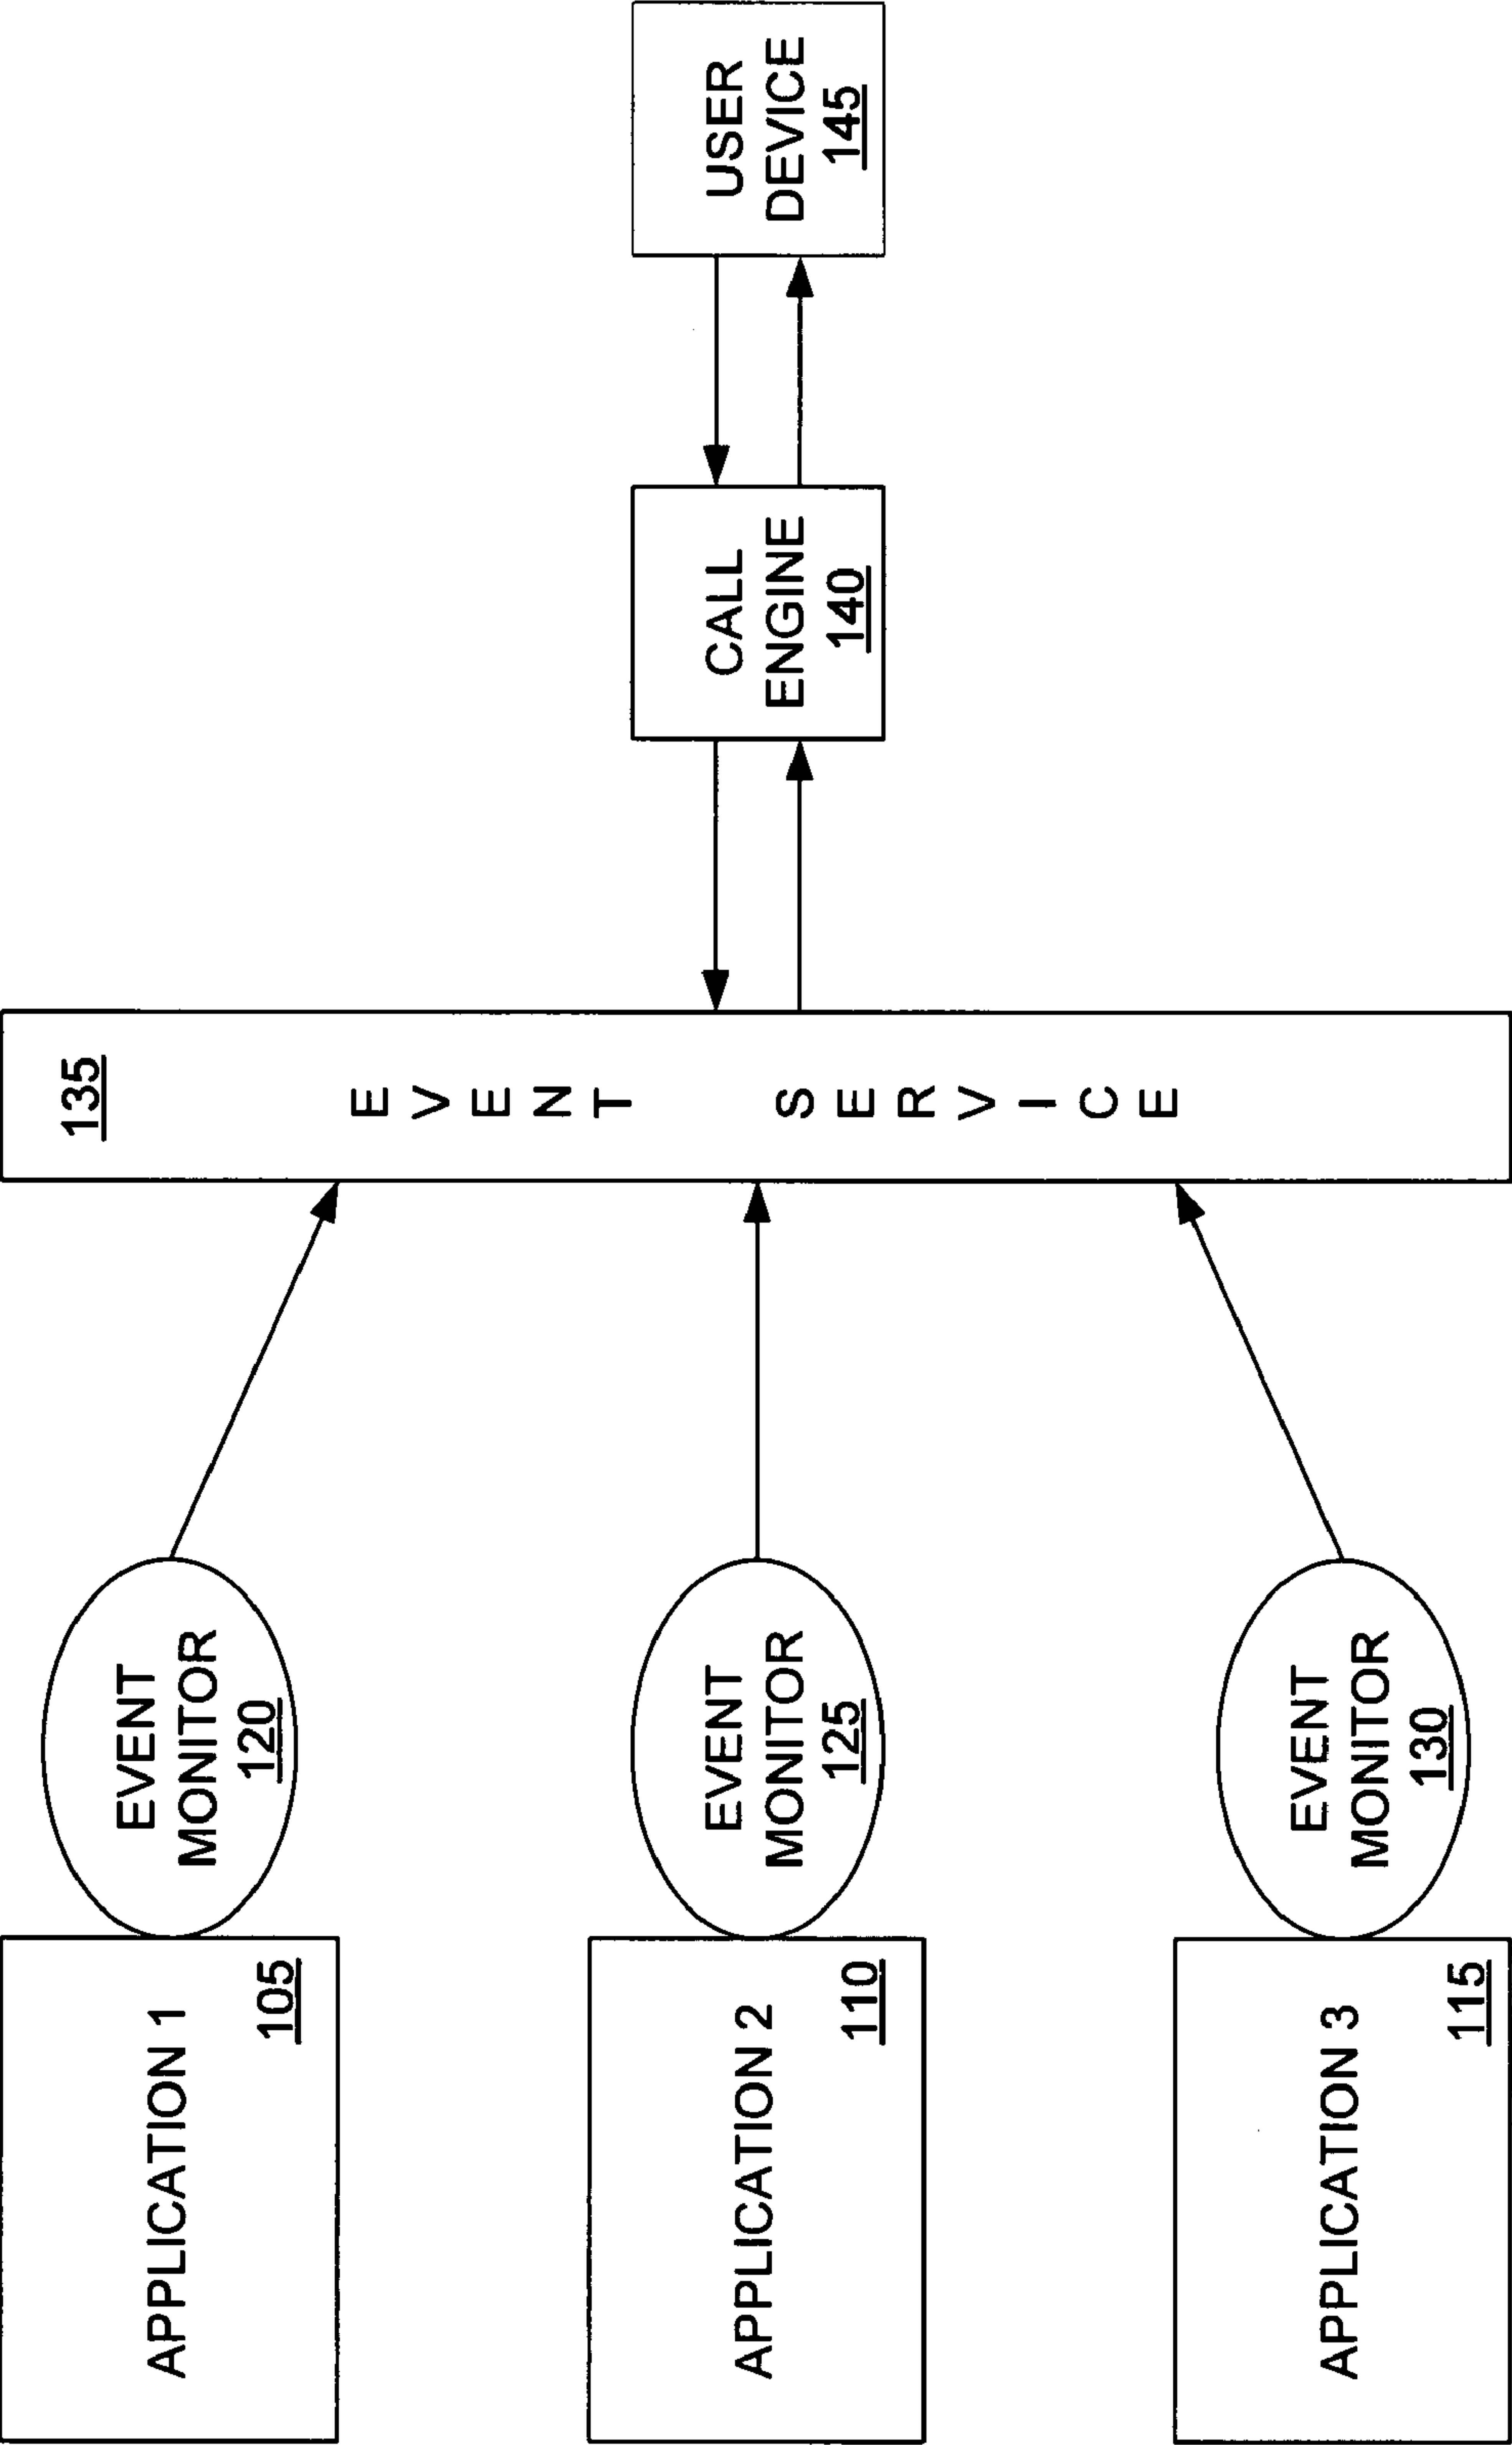 APPLICATION 1
105
EVENT
MONITOR
120
APPLICATION 2
110
EVENT
MONITOR
125
APPLICATION 3
115
EVENT
MONITOR
130
135
EVENT SERVICE
CALL
ENGINE
140
USER
DEVICE
145